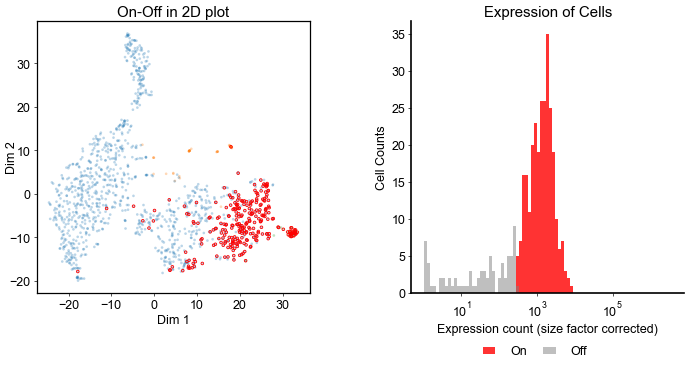 On-Off in 2D plot
Dim 2
30
20
10
0
−10
−20
−20 −10 0 10 20 30
Dim 1
Expression of Cells
Cell Counts
35
30
25
20
15
10
5
0
10^1 10^3 10^5
Expression count (size factor corrected)
On Off